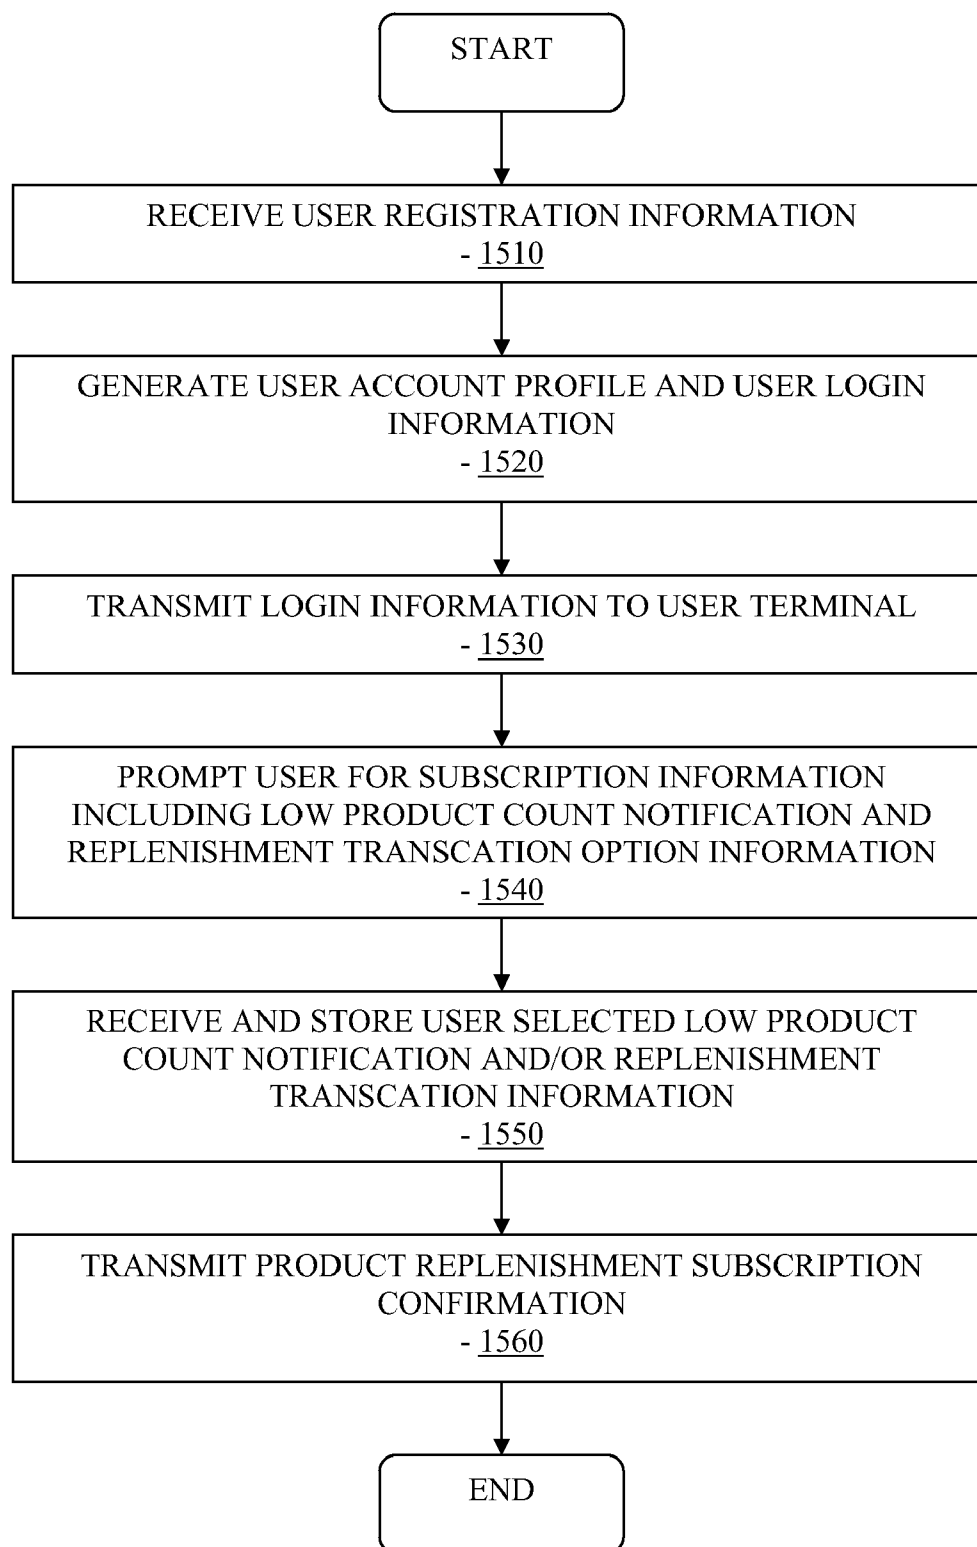 START
RECEIVE USER REGISTRATION INFORMATION
- 1510
GENERATE USER ACCOUNT PROFILE AND USER LOGIN
INFORMATION
- 1520
TRANSMIT LOGIN INFORMATION TO USER TERMINAL
- 1530
PROMPT USER FOR SUBSCRIPTION INFORMATION
INCLUDING LOW PRODUCT COUNT NOTIFICATION AND
REPLENISHMENT TRANSCATION OPTION INFORMATION
- 1540
RECEIVE AND STORE USER SELECTED LOW PRODUCT
COUNT NOTIFICATION AND/OR REPLENISHMENT
TRANSCATION INFORMATION
- 1550
TRANSMIT PRODUCT REPLENISHMENT SUBSCRIPTION
CONFIRMATION
- 1560
END